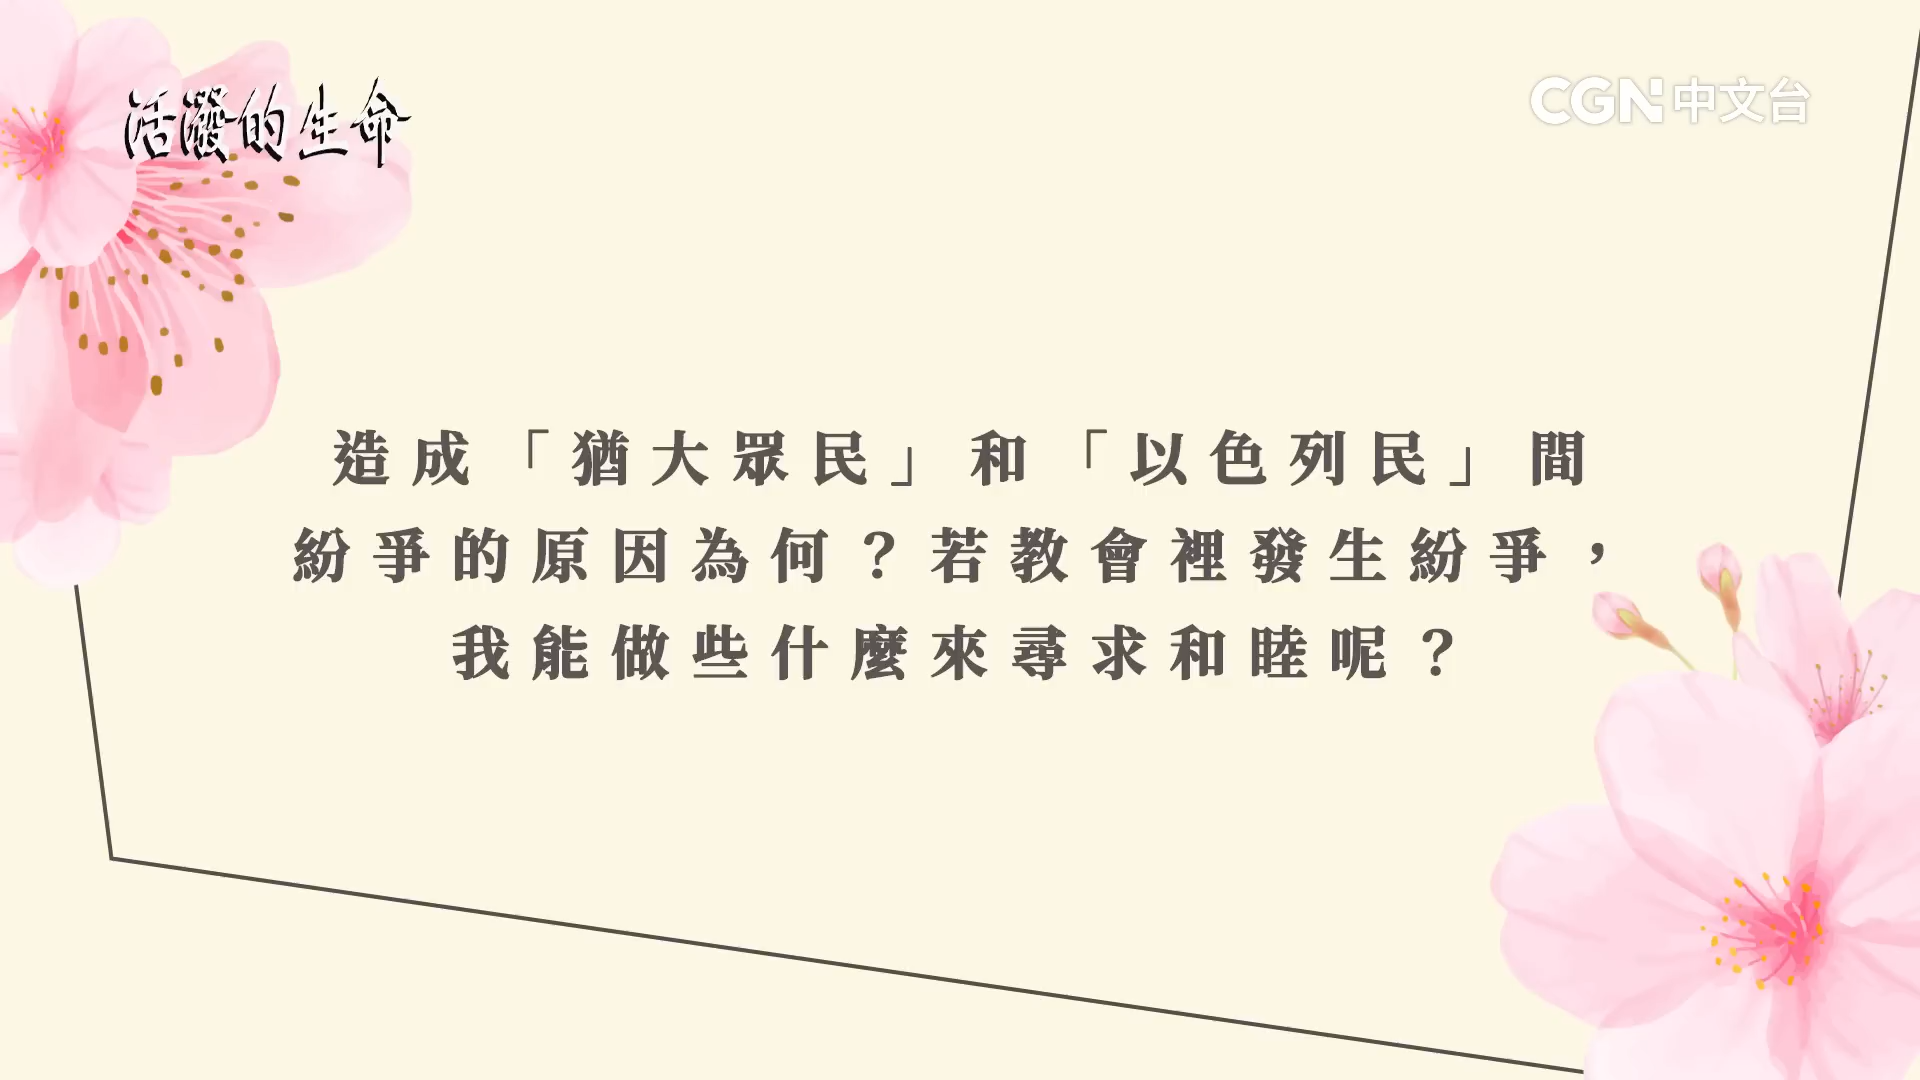 活潑的生命
CGN中文台
造成「猶大眾民」和「以色列民」間
紛爭的原因為何？若教會裡發生紛爭，
我能做些什麼來尋求和睦呢？